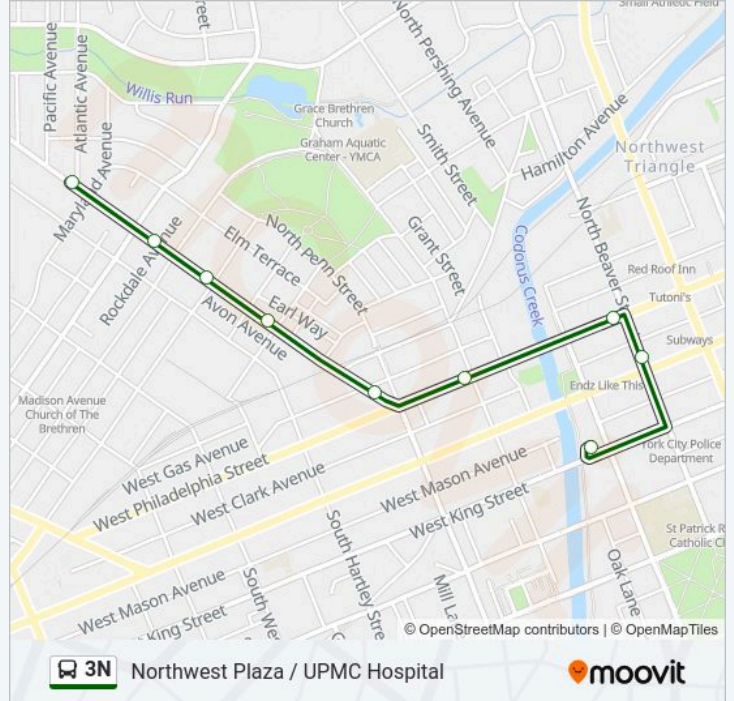 Small Athletic Field
Street
Pacific Avenue
Atlantic Avenue
North Pershing Avenue
Willis Run
Grace Brethren
Church
Graham Aquatic
Center - YMCA
Smith Street
Hamilton Avenue
Northwest
Triangle
Maryland Avenue
Rockdale Avenue
Elm Terrace
North Penn Street
Grant Street
Codorus Creek
North Beaver St
Red Roof Inn
Tutoni's
Earl Way
Avon Avenue
Subways
Endz Like This
Madison Avenue
Church of The
Brethren
York City Police
Department
West Gas Avenue
West Philadelphia Street
West Clark Avenue
West Mason Avenue
West King Street
St Patrick R
Catholic Ch
South Hartley Stre
Mill La
Oak Lane
West Mason Avenue
King Street
South We
© OpenStreetMap contributors | © OpenMapTiles
3N Northwest Plaza / UPMC Hospital
moovit